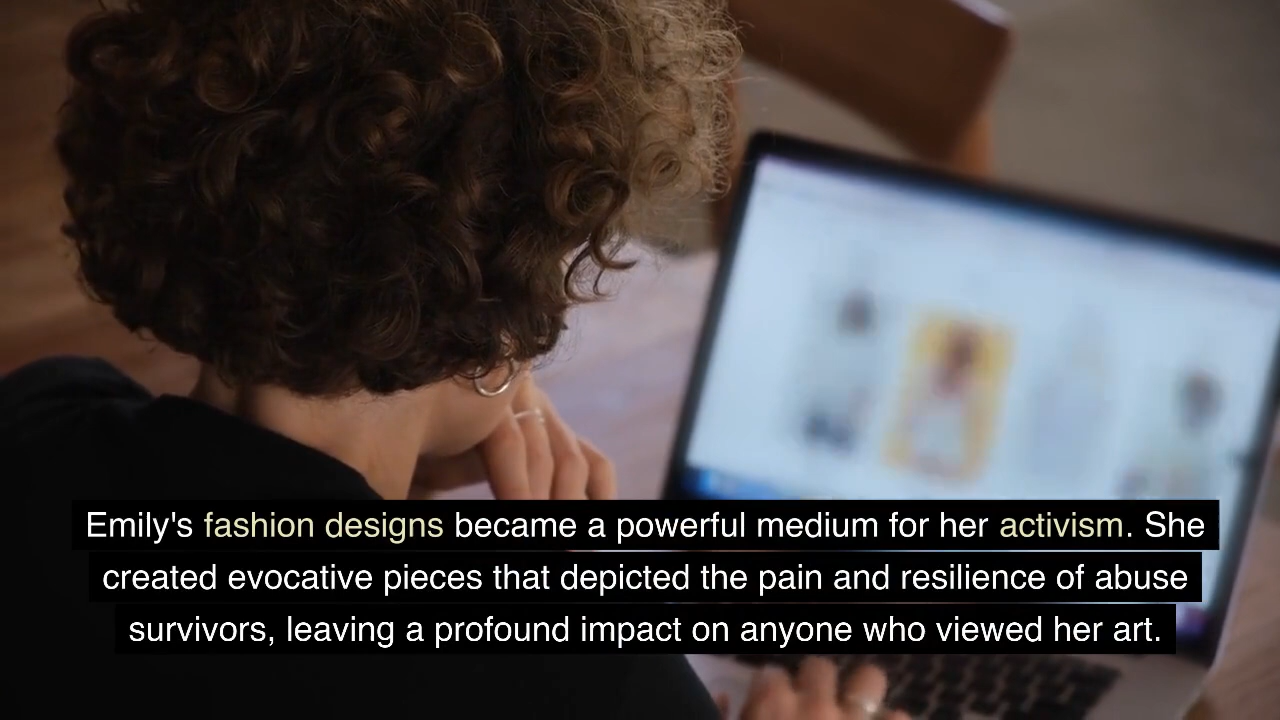 Emily's fashion designs became a powerful medium for her activism. She
created evocative pieces that depicted the pain and resilience of abuse
survivors, leaving a profound impact on anyone who viewed her art.